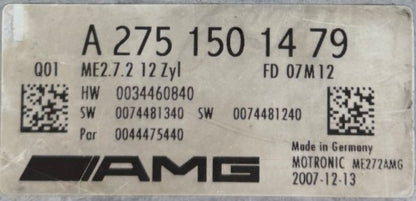 A 275 150 14 79
Q01 ME2.7.2 12 Zyl FD 07M12
HW 0034460840
SW 0074481340 SW 0074481240
Par 0044475440
Made in Germany
AMG MOTRONIC ME272AMG
2007-12-13